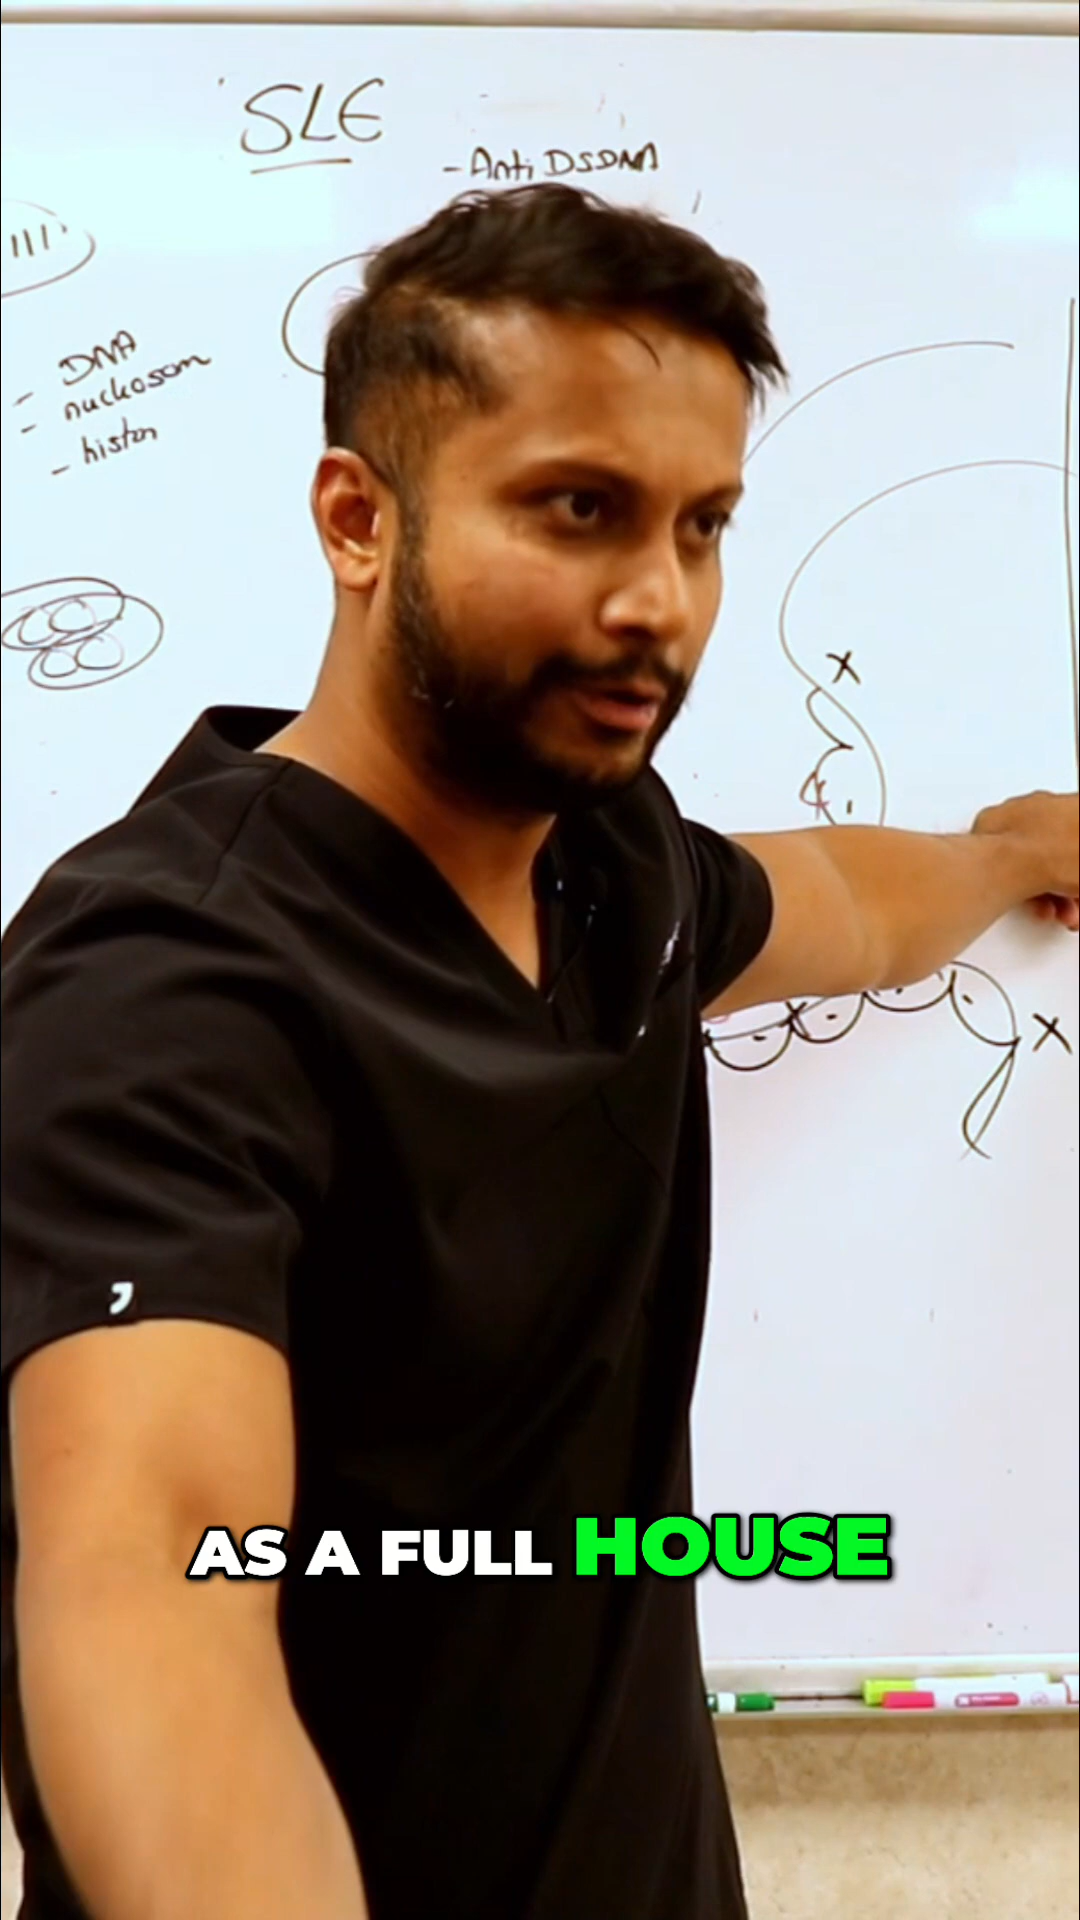 SLE
- Anti DSDNA
- DNA
- nucleosom
- histon
x
x
x
AS A FULL HOUSE